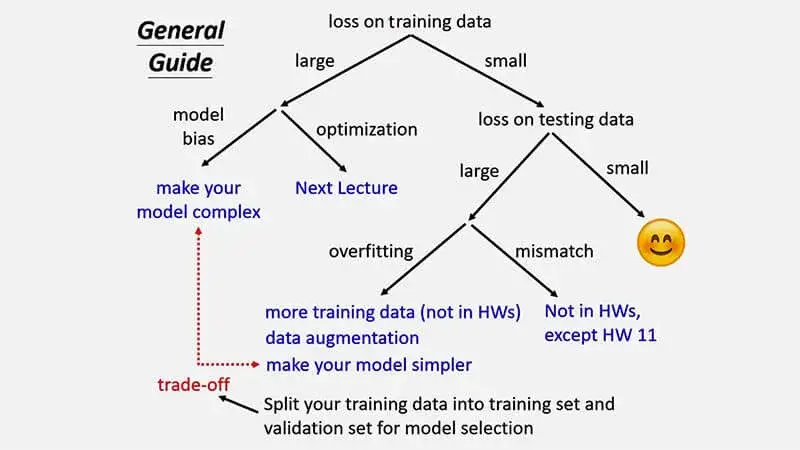 General
Guide
loss on training data
large
small
model
bias
optimization
loss on testing data
make your
model complex
Next Lecture
large
small
overfitting
mismatch
more training data (not in HWs)
data augmentation
make your model simpler
Not in HWs,
except HW 11
trade-off
Split your training data into training set and
validation set for model selection